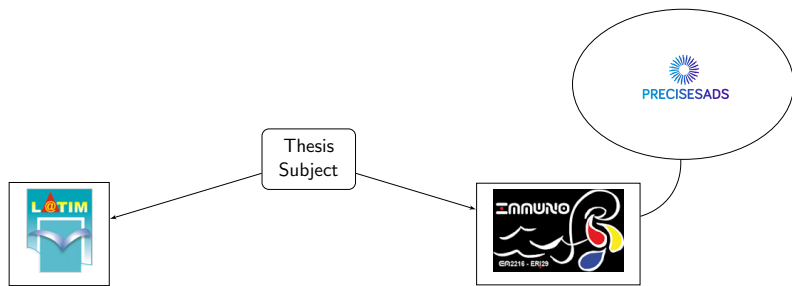 PRECISESADS
Thesis
Subject
L@TIM
IMMUNO
EA2216 - ERI29